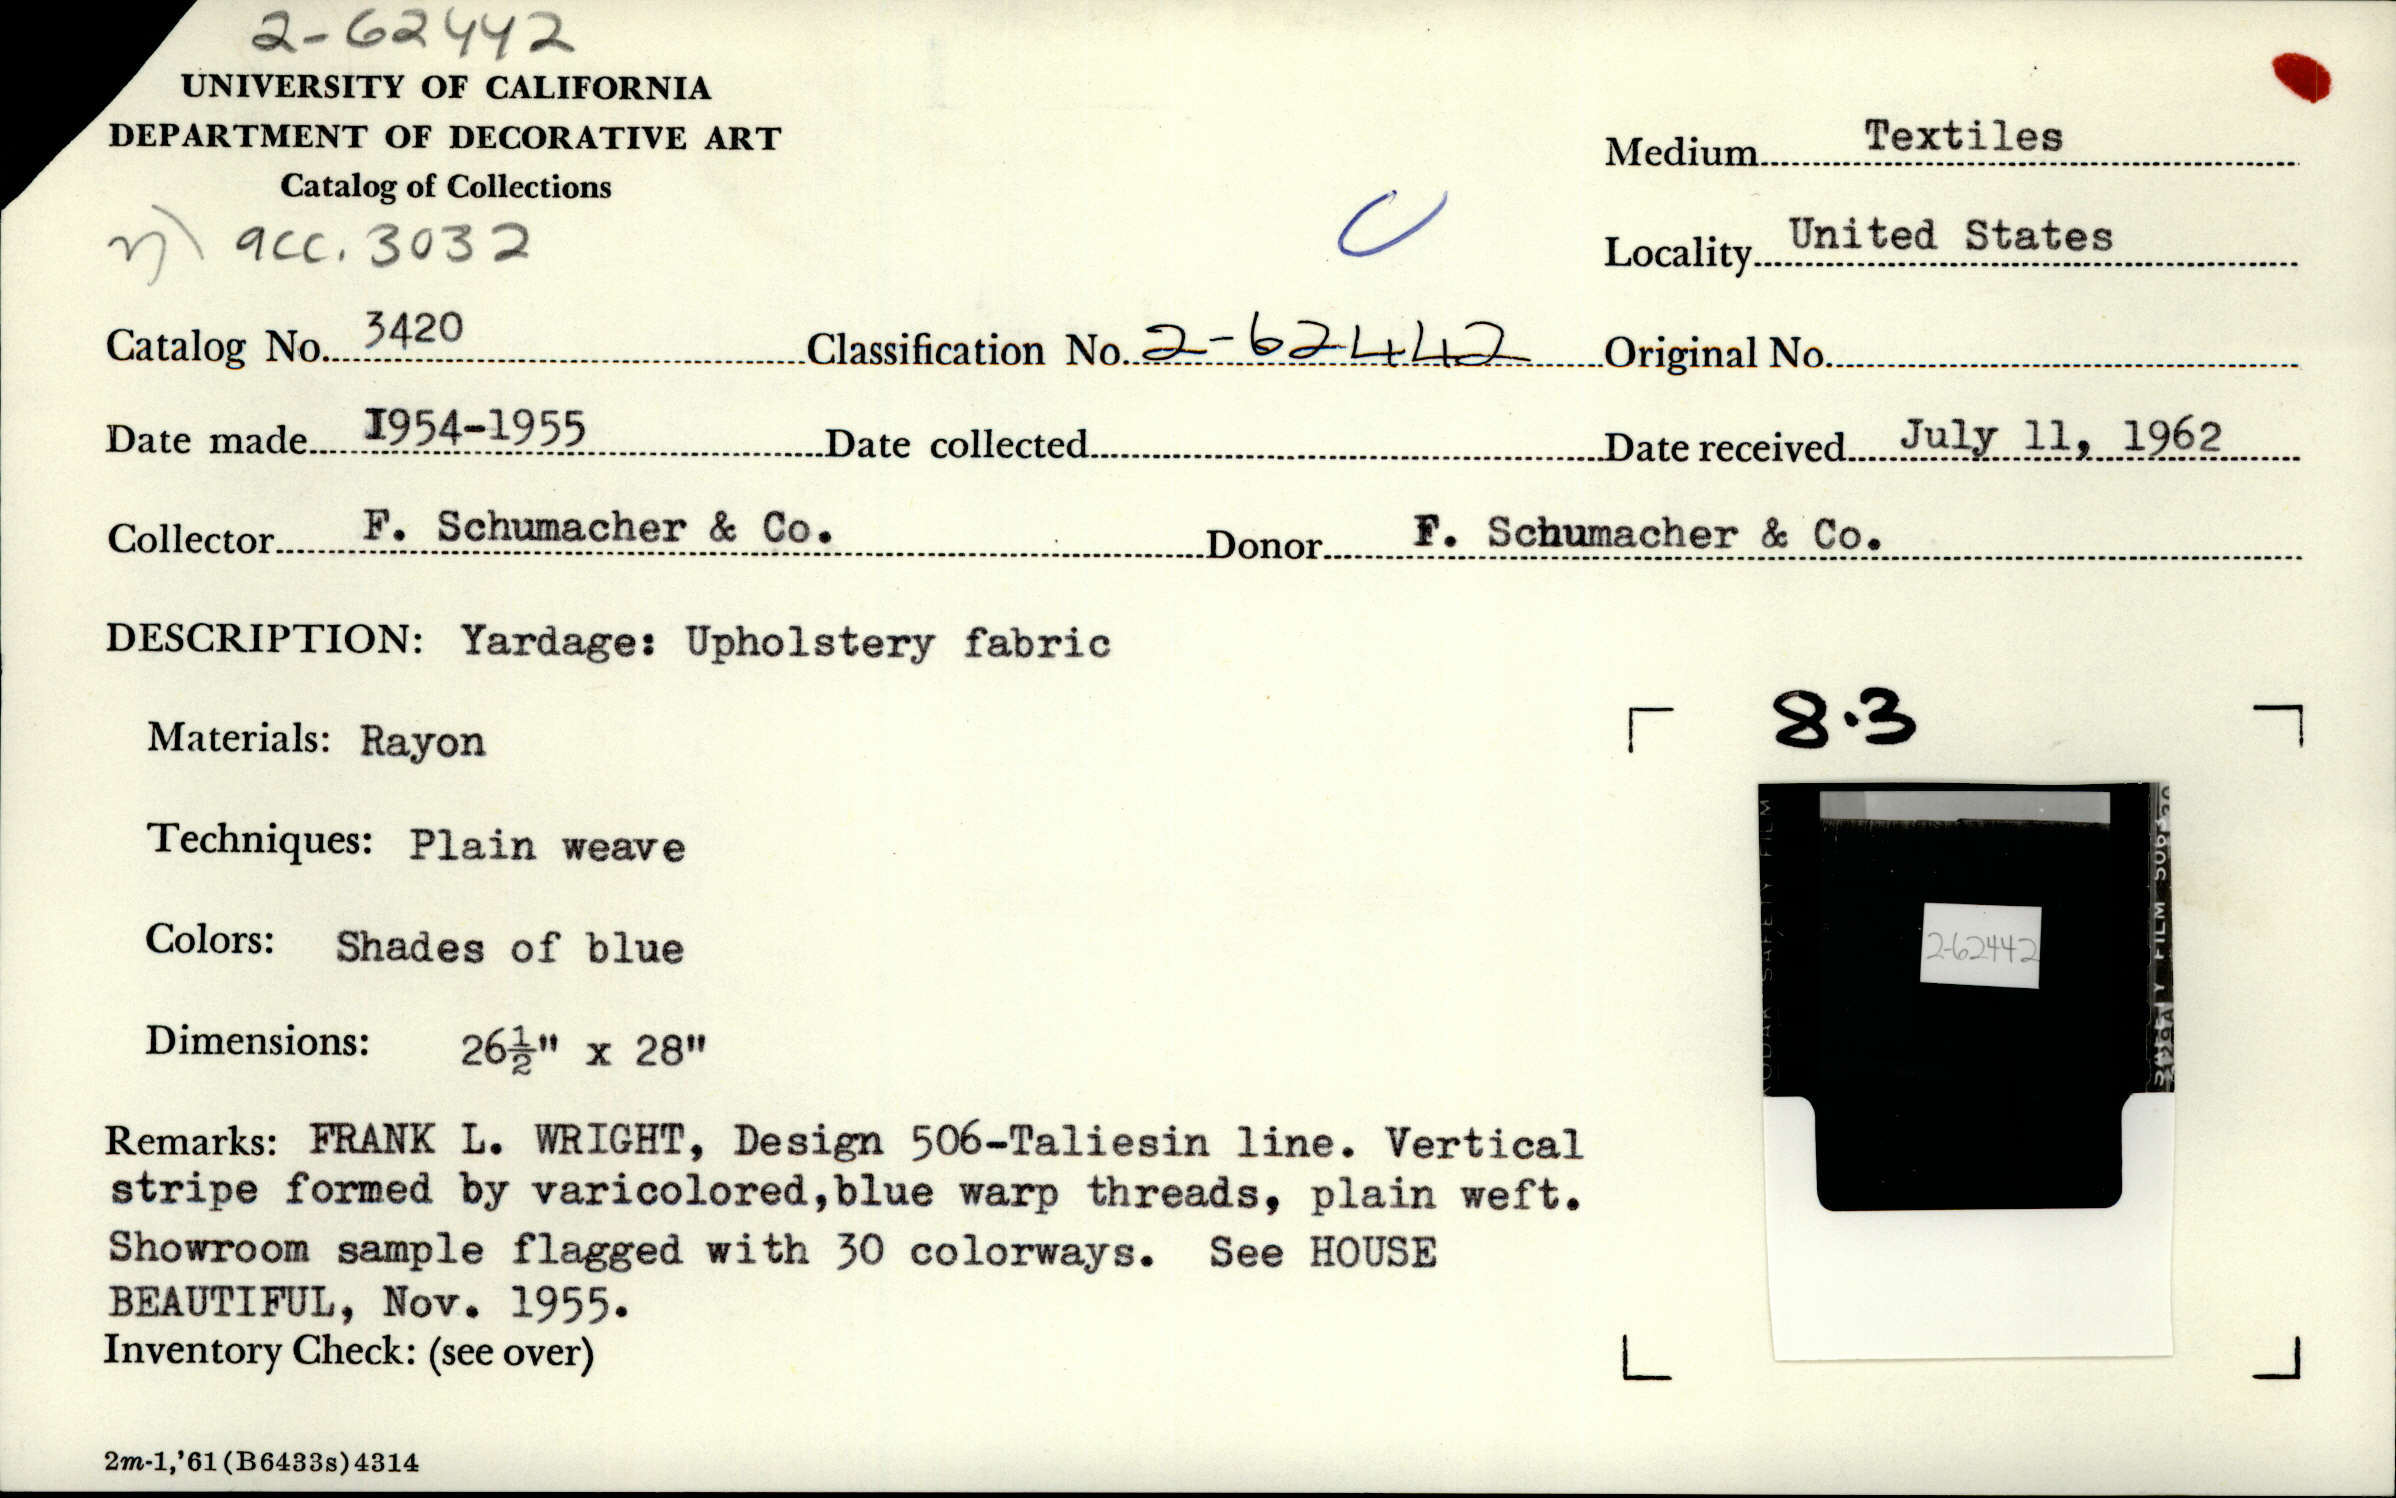 2-62442
UNIVERSITY OF CALIFORNIA
DEPARTMENT OF DECORATIVE ART
Catalog of Collections
acc. 3032
Medium Textiles
Locality United States
Catalog No. 3420 Classification No. 2-62442 Original No.
Date made 1954-1955 Date collected Date received July 11, 1962
Collector F. Schumacher & Co. Donor F. Schumacher & Co.
DESCRIPTION: Yardage: Upholstery fabric
Materials: Rayon
Techniques: Plain weave
Colors: Shades of blue
Dimensions: 26½" x 28"
Remarks: FRANK L. WRIGHT, Design 506-Taliesin line. Vertical
stripe formed by varicolored,blue warp threads, plain weft.
Showroom sample flagged with 30 colorways. See HOUSE
BEAUTIFUL, Nov. 1955.
Inventory Check: (see over)
2m-1,'61(B6433s)4314
8.3
KODAK SAFETY FILM
2-62442